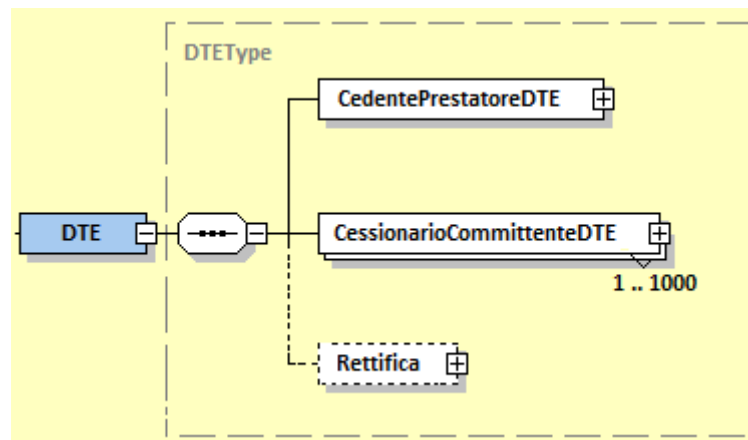 DTEType
CedentePrestatoreDTE
DTE
CessionarioCommittenteDTE
1 .. 1000
Rettifica